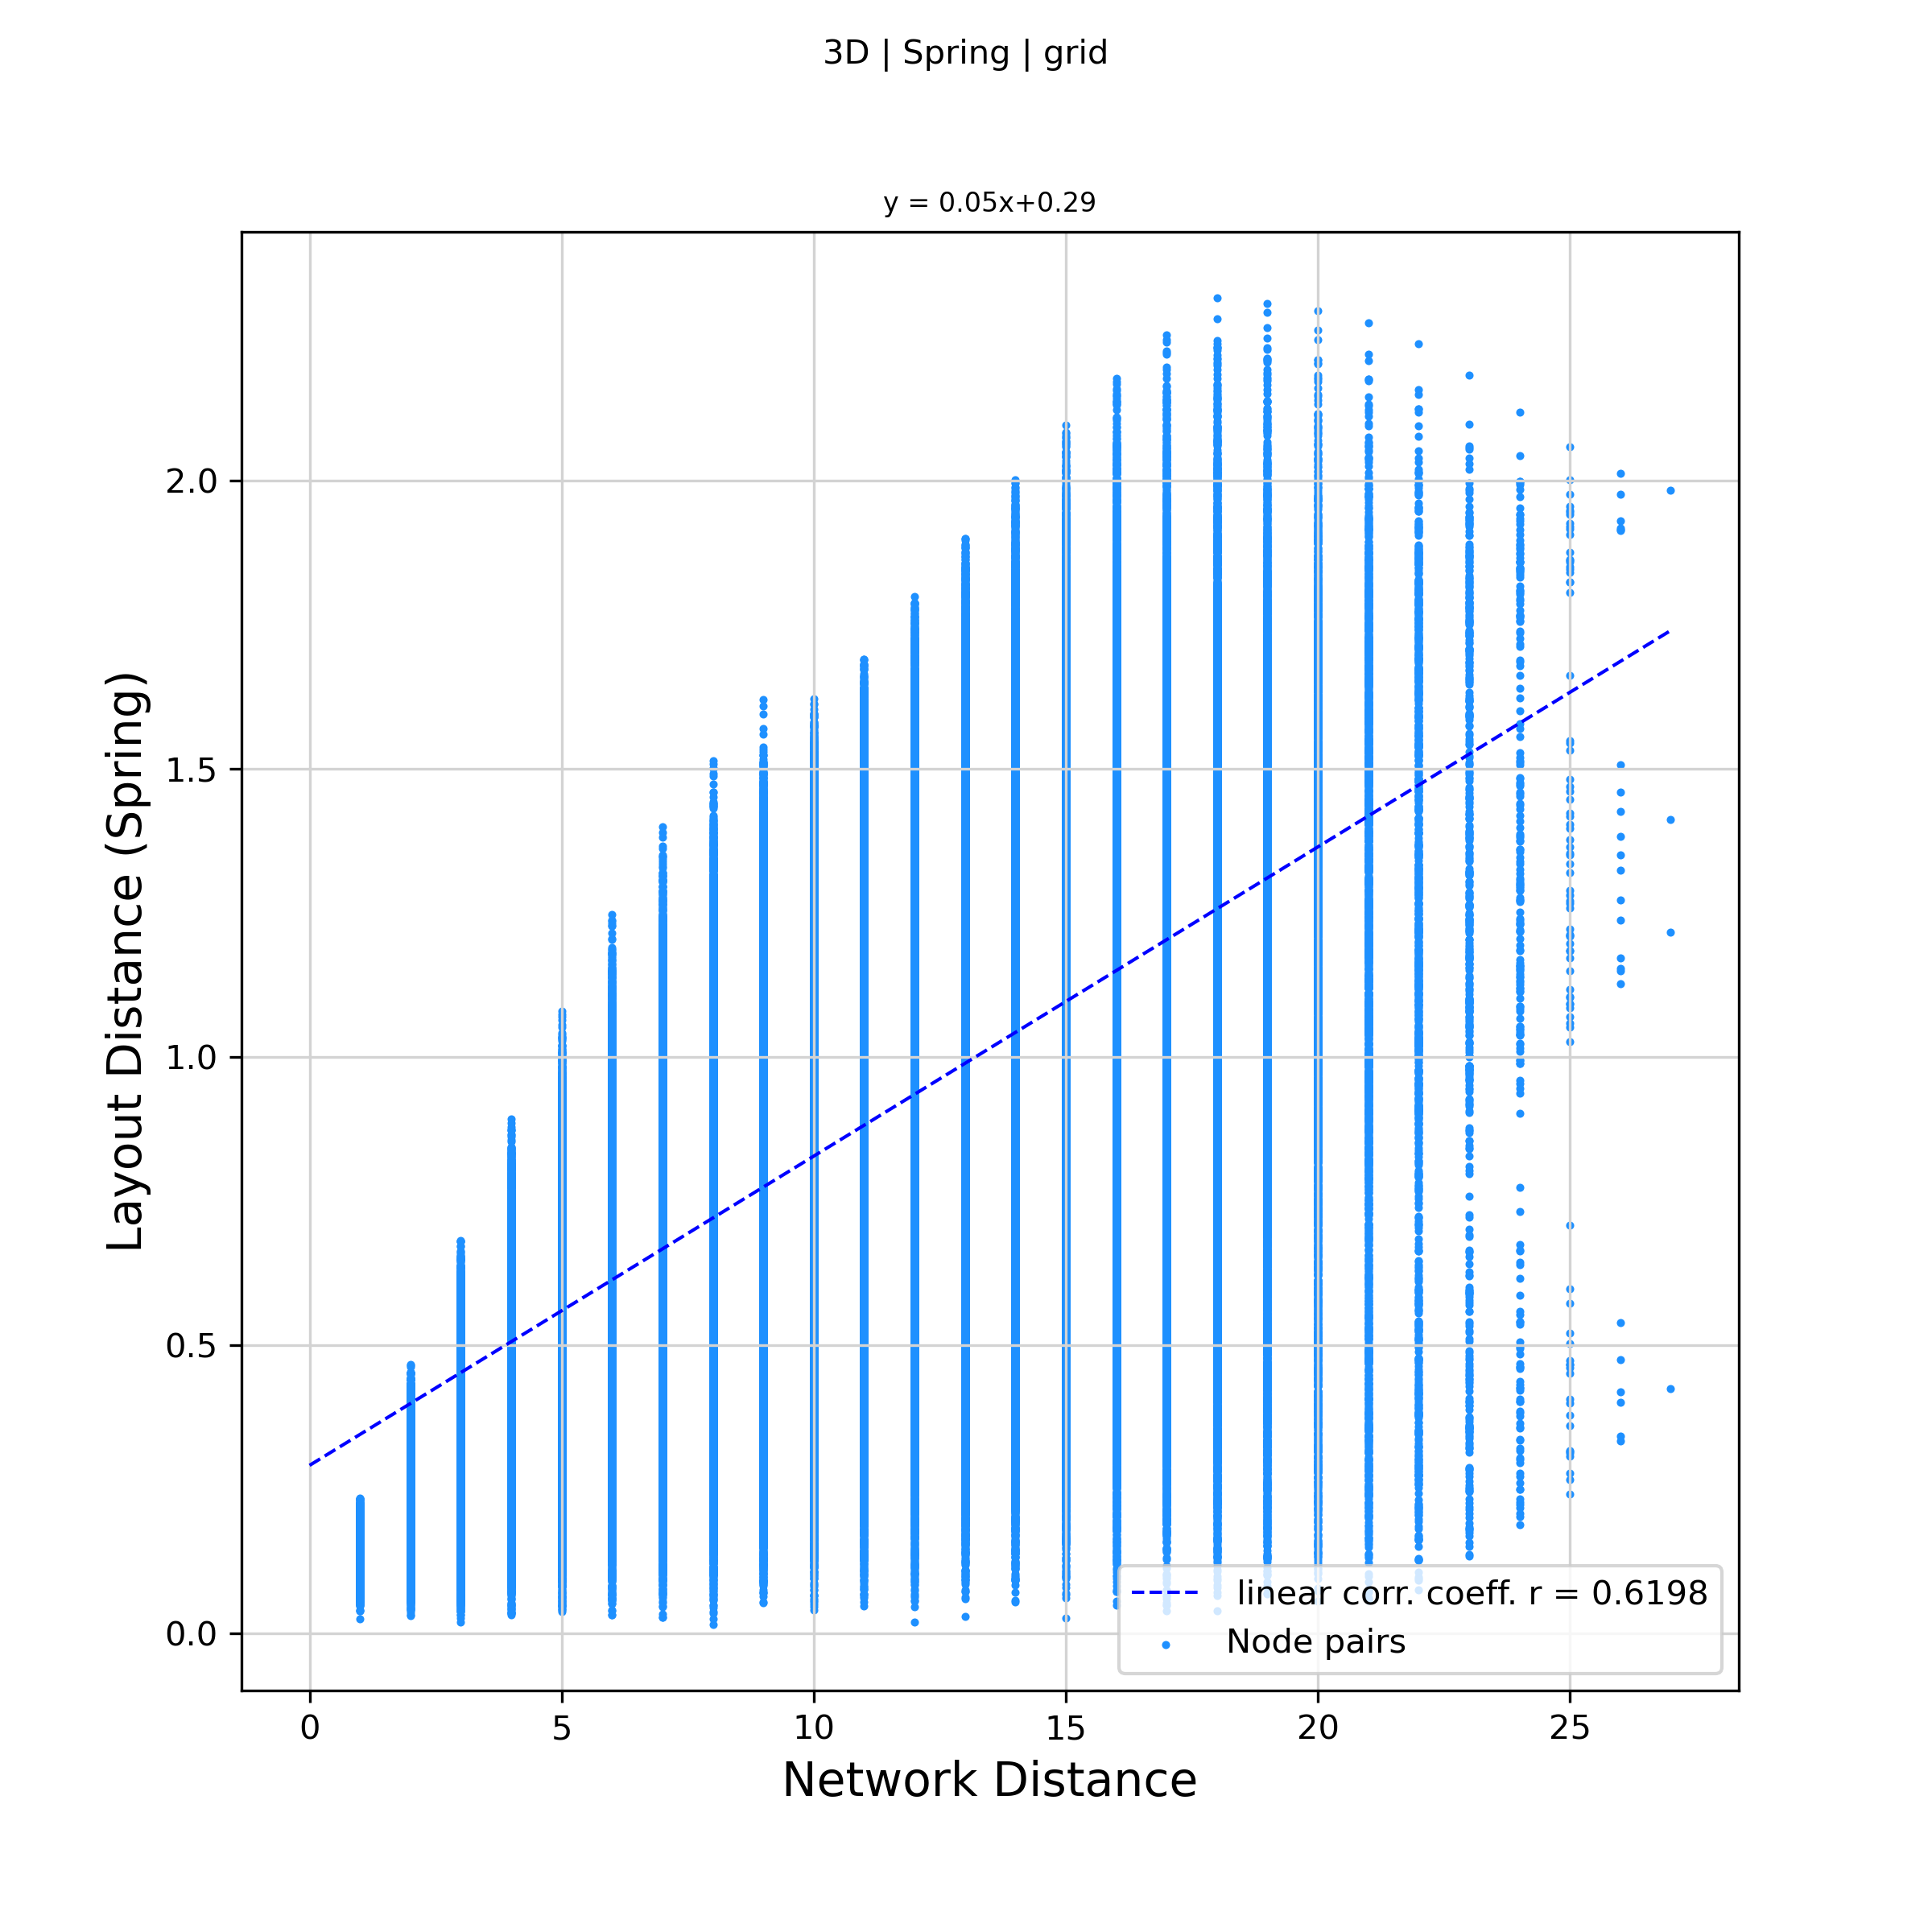 3D | Spring | grid
y = 0.05x+0.29
Layout Distance (Spring)
2.0
1.5
1.0
0.5
0.0
linear corr. coeff. r = 0.6198
Node pairs
0 5 10 15 20 25
Network Distance